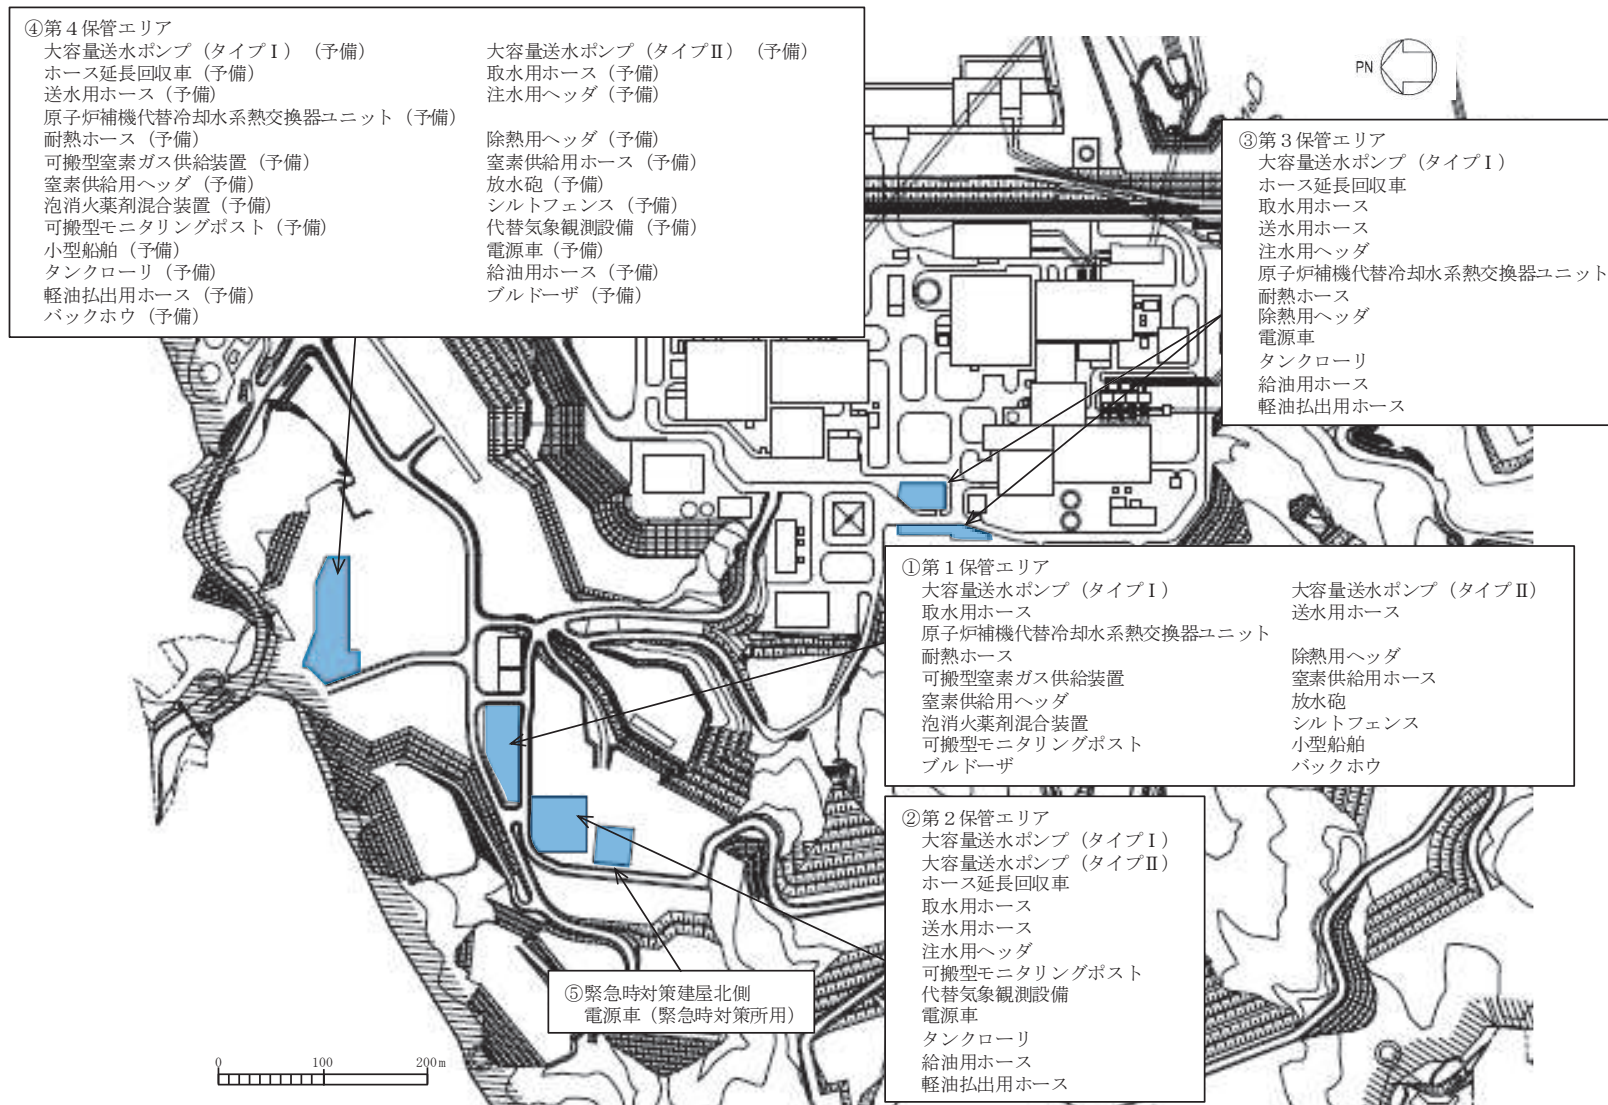 ④第４保管エリア
大容量送水ポンプ（タイプⅠ）（予備） 大容量送水ポンプ（タイプⅡ）（予備）
ホース延長回収車（予備） 取水用ホース（予備）
送水用ホース（予備） 注水用ヘッダ（予備）
原子炉補機代替冷却水系熱交換器ユニット（予備）
耐熱ホース（予備） 除熱用ヘッダ（予備）
可搬型窒素ガス供給装置（予備） 窒素供給用ホース（予備）
窒素供給用ヘッダ（予備） 放水砲（予備）
泡消火薬剤混合装置（予備） シルトフェンス（予備）
可搬型モニタリングポスト（予備） 代替気象観測設備（予備）
小型船舶（予備） 電源車（予備）
タンクローリ（予備） 給油用ホース（予備）
軽油払出用ホース（予備） ブルドーザ（予備）
バックホウ（予備）
PN
③第３保管エリア
大容量送水ポンプ（タイプⅠ）
ホース延長回収車
取水用ホース
送水用ホース
注水用ヘッダ
原子炉補機代替冷却水系熱交換器ユニット
耐熱ホース
除熱用ヘッダ
電源車
タンクローリ
給油用ホース
軽油払出用ホース
①第１保管エリア
大容量送水ポンプ（タイプⅠ） 大容量送水ポンプ（タイプⅡ）
取水用ホース 送水用ホース
原子炉補機代替冷却水系熱交換器ユニット
耐熱ホース 除熱用ヘッダ
可搬型窒素ガス供給装置 窒素供給用ホース
窒素供給用ヘッダ 放水砲
泡消火薬剤混合装置 シルトフェンス
可搬型モニタリングポスト 小型船舶
ブルドーザ バックホウ
②第２保管エリア
大容量送水ポンプ（タイプⅠ）
大容量送水ポンプ（タイプⅡ）
ホース延長回収車
取水用ホース
送水用ホース
注水用ヘッダ
可搬型モニタリングポスト
代替気象観測設備
電源車
タンクローリ
給油用ホース
軽油払出用ホース
⑤緊急時対策建屋北側
電源車（緊急時対策所用）
0 100 200m